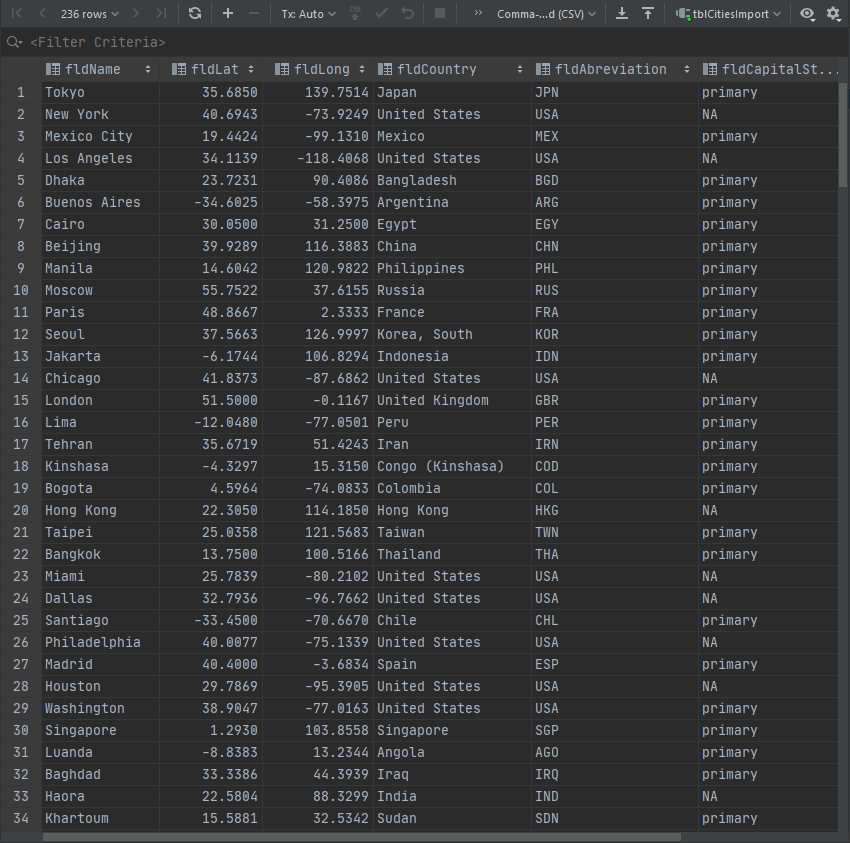 236 rows Tx: Auto DB Comma-...d (CSV) tblCitiesImport
<Filter Criteria>
fldName fldLat fldLong fldCountry fldAbreviation fldCapitalSt...
1 Tokyo 35.6850 139.7514 Japan JPN primary
2 New York 40.6943 -73.9249 United States USA NA
3 Mexico City 19.4424 -99.1310 Mexico MEX primary
4 Los Angeles 34.1139 -118.4068 United States USA NA
5 Dhaka 23.7231 90.4086 Bangladesh BGD primary
6 Buenos Aires -34.6025 -58.3975 Argentina ARG primary
7 Cairo 30.0500 31.2500 Egypt EGY primary
8 Beijing 39.9289 116.3883 China CHN primary
9 Manila 14.6042 120.9822 Philippines PHL primary
10 Moscow 55.7522 37.6155 Russia RUS primary
11 Paris 48.8667 2.3333 France FRA primary
12 Seoul 37.5663 126.9997 Korea, South KOR primary
13 Jakarta -6.1744 106.8294 Indonesia IDN primary
14 Chicago 41.8373 -87.6862 United States USA NA
15 London 51.5000 -0.1167 United Kingdom GBR primary
16 Lima -12.0480 -77.0501 Peru PER primary
17 Tehran 35.6719 51.4243 Iran IRN primary
18 Kinshasa -4.3297 15.3150 Congo (Kinshasa) COD primary
19 Bogota 4.5964 -74.0833 Colombia COL primary
20 Hong Kong 22.3050 114.1850 Hong Kong HKG NA
21 Taipei 25.0358 121.5683 Taiwan TWN primary
22 Bangkok 13.7500 100.5166 Thailand THA primary
23 Miami 25.7839 -80.2102 United States USA NA
24 Dallas 32.7936 -96.7662 United States USA NA
25 Santiago -33.4500 -70.6670 Chile CHL primary
26 Philadelphia 40.0077 -75.1339 United States USA NA
27 Madrid 40.4000 -3.6834 Spain ESP primary
28 Houston 29.7869 -95.3905 United States USA NA
29 Washington 38.9047 -77.0163 United States USA primary
30 Singapore 1.2930 103.8558 Singapore SGP primary
31 Luanda -8.8383 13.2344 Angola AGO primary
32 Baghdad 33.3386 44.3939 Iraq IRQ primary
33 Haora 22.5804 88.3299 India IND NA
34 Khartoum 15.5881 32.5342 Sudan SDN primary